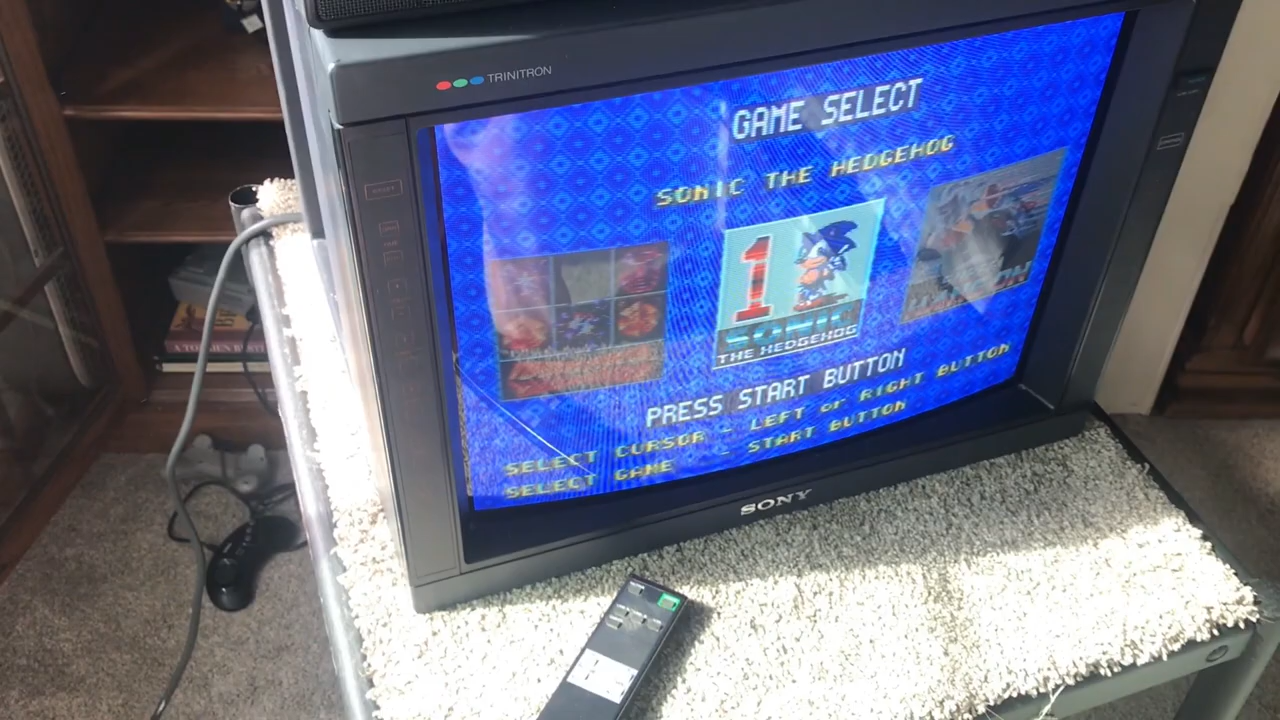 TRINITRON
GAME SELECT
SONIC THE HEDGEHOG
1
SONIC
THE HEDGEHOG
PRESS START BUTTON
SELECT CURSOR - LEFT or RIGHT BUTTON
SELECT GAME - START BUTTON
SONY